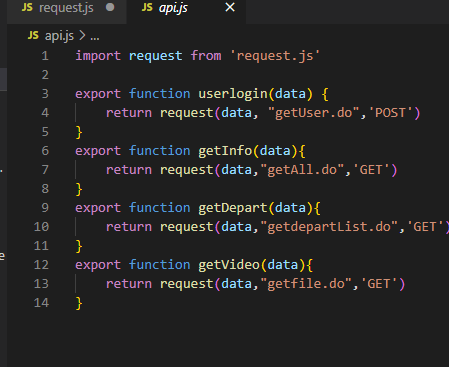 JS request.js JS api.js
JS api.js > ...
1 import request from 'request.js'
2
3 export function userlogin(data) {
4 return request(data, "getUser.do",'POST')
5 }
6 export function getInfo(data){
7 return request(data,"getAll.do",'GET')
8 }
9 export function getDepart(data){
10 return request(data,"getdepartList.do",'GET')
11 }
12 export function getVideo(data){
13 return request(data,"getfile.do",'GET')
14 }